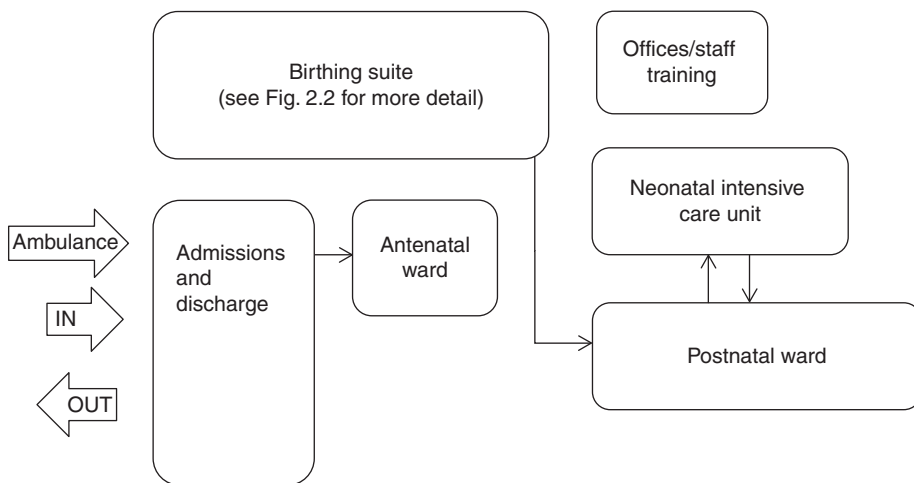 Birthing suite
(see Fig. 2.2 for more detail)
Offices/staff
training
Neonatal intensive
care unit
Ambulance
Admissions
and
discharge
Antenatal
ward
IN
Postnatal ward
OUT